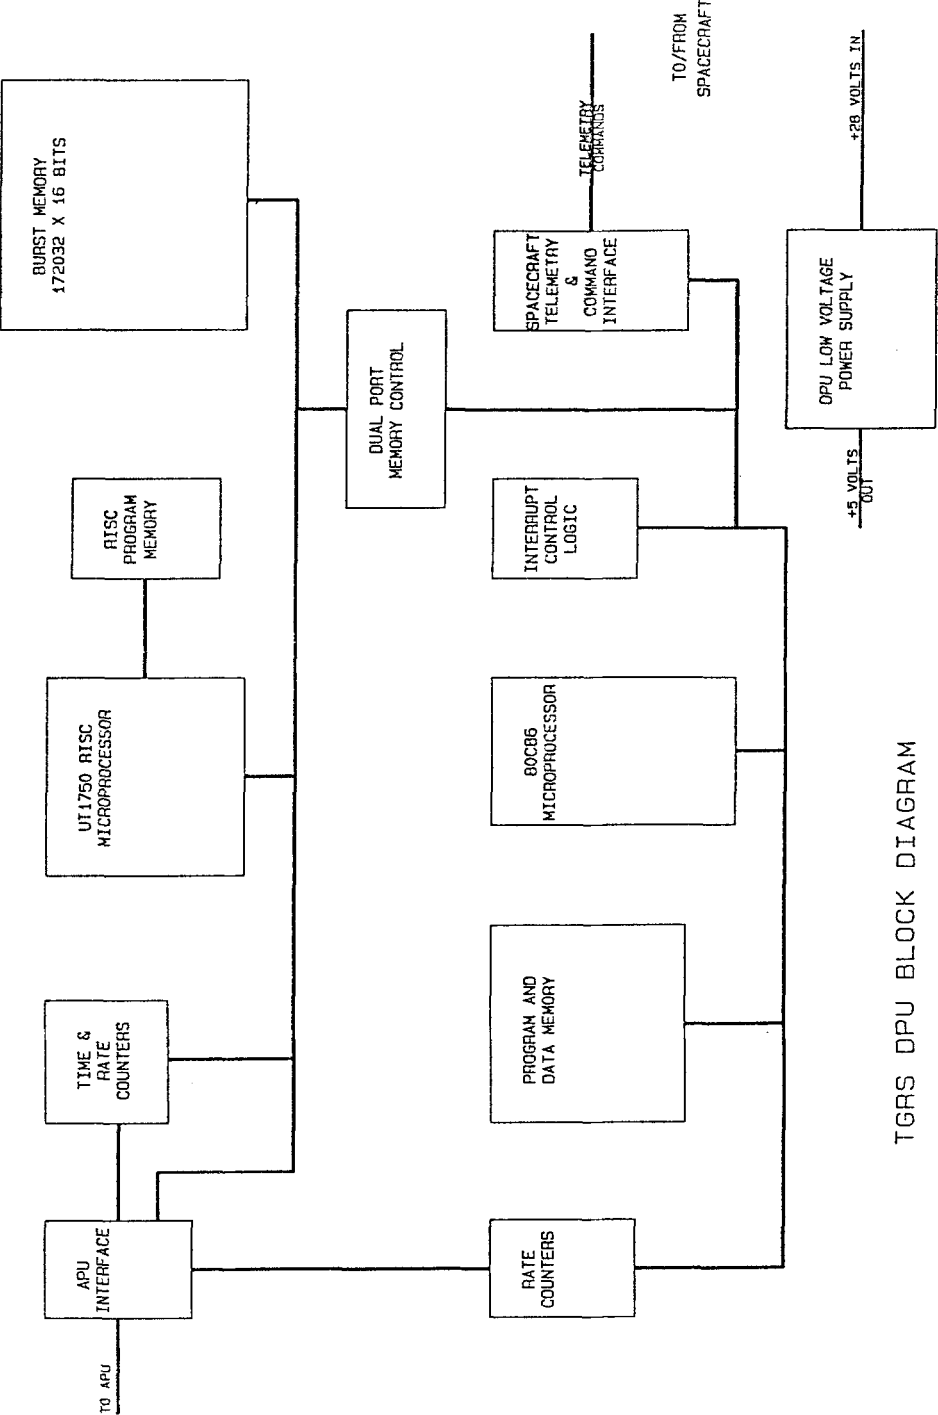 TO APU
APU
INTERFACE
TIME &
RATE
COUNTERS
UT1750 RISC
MICROPROCESSOR
RISC
PROGRAM
MEMORY
BURST MEMORY
172032 X 16 BITS
DUAL PORT
MEMORY CONTROL
RATE
COUNTERS
PROGRAM AND
DATA MEMORY
80C86
MICROPROCESSOR
INTERRUPT
CONTROL
LOGIC
SPACECRAFT
TELEMETRY
&
COMMAND
INTERFACE
TELEMETRY
COMMANDS
TO/FROM
SPACECRAFT
+5 VOLTS
OUT
DPU LOW VOLTAGE
POWER SUPPLY
+28 VOLTS IN
TGRS DPU BLOCK DIAGRAM